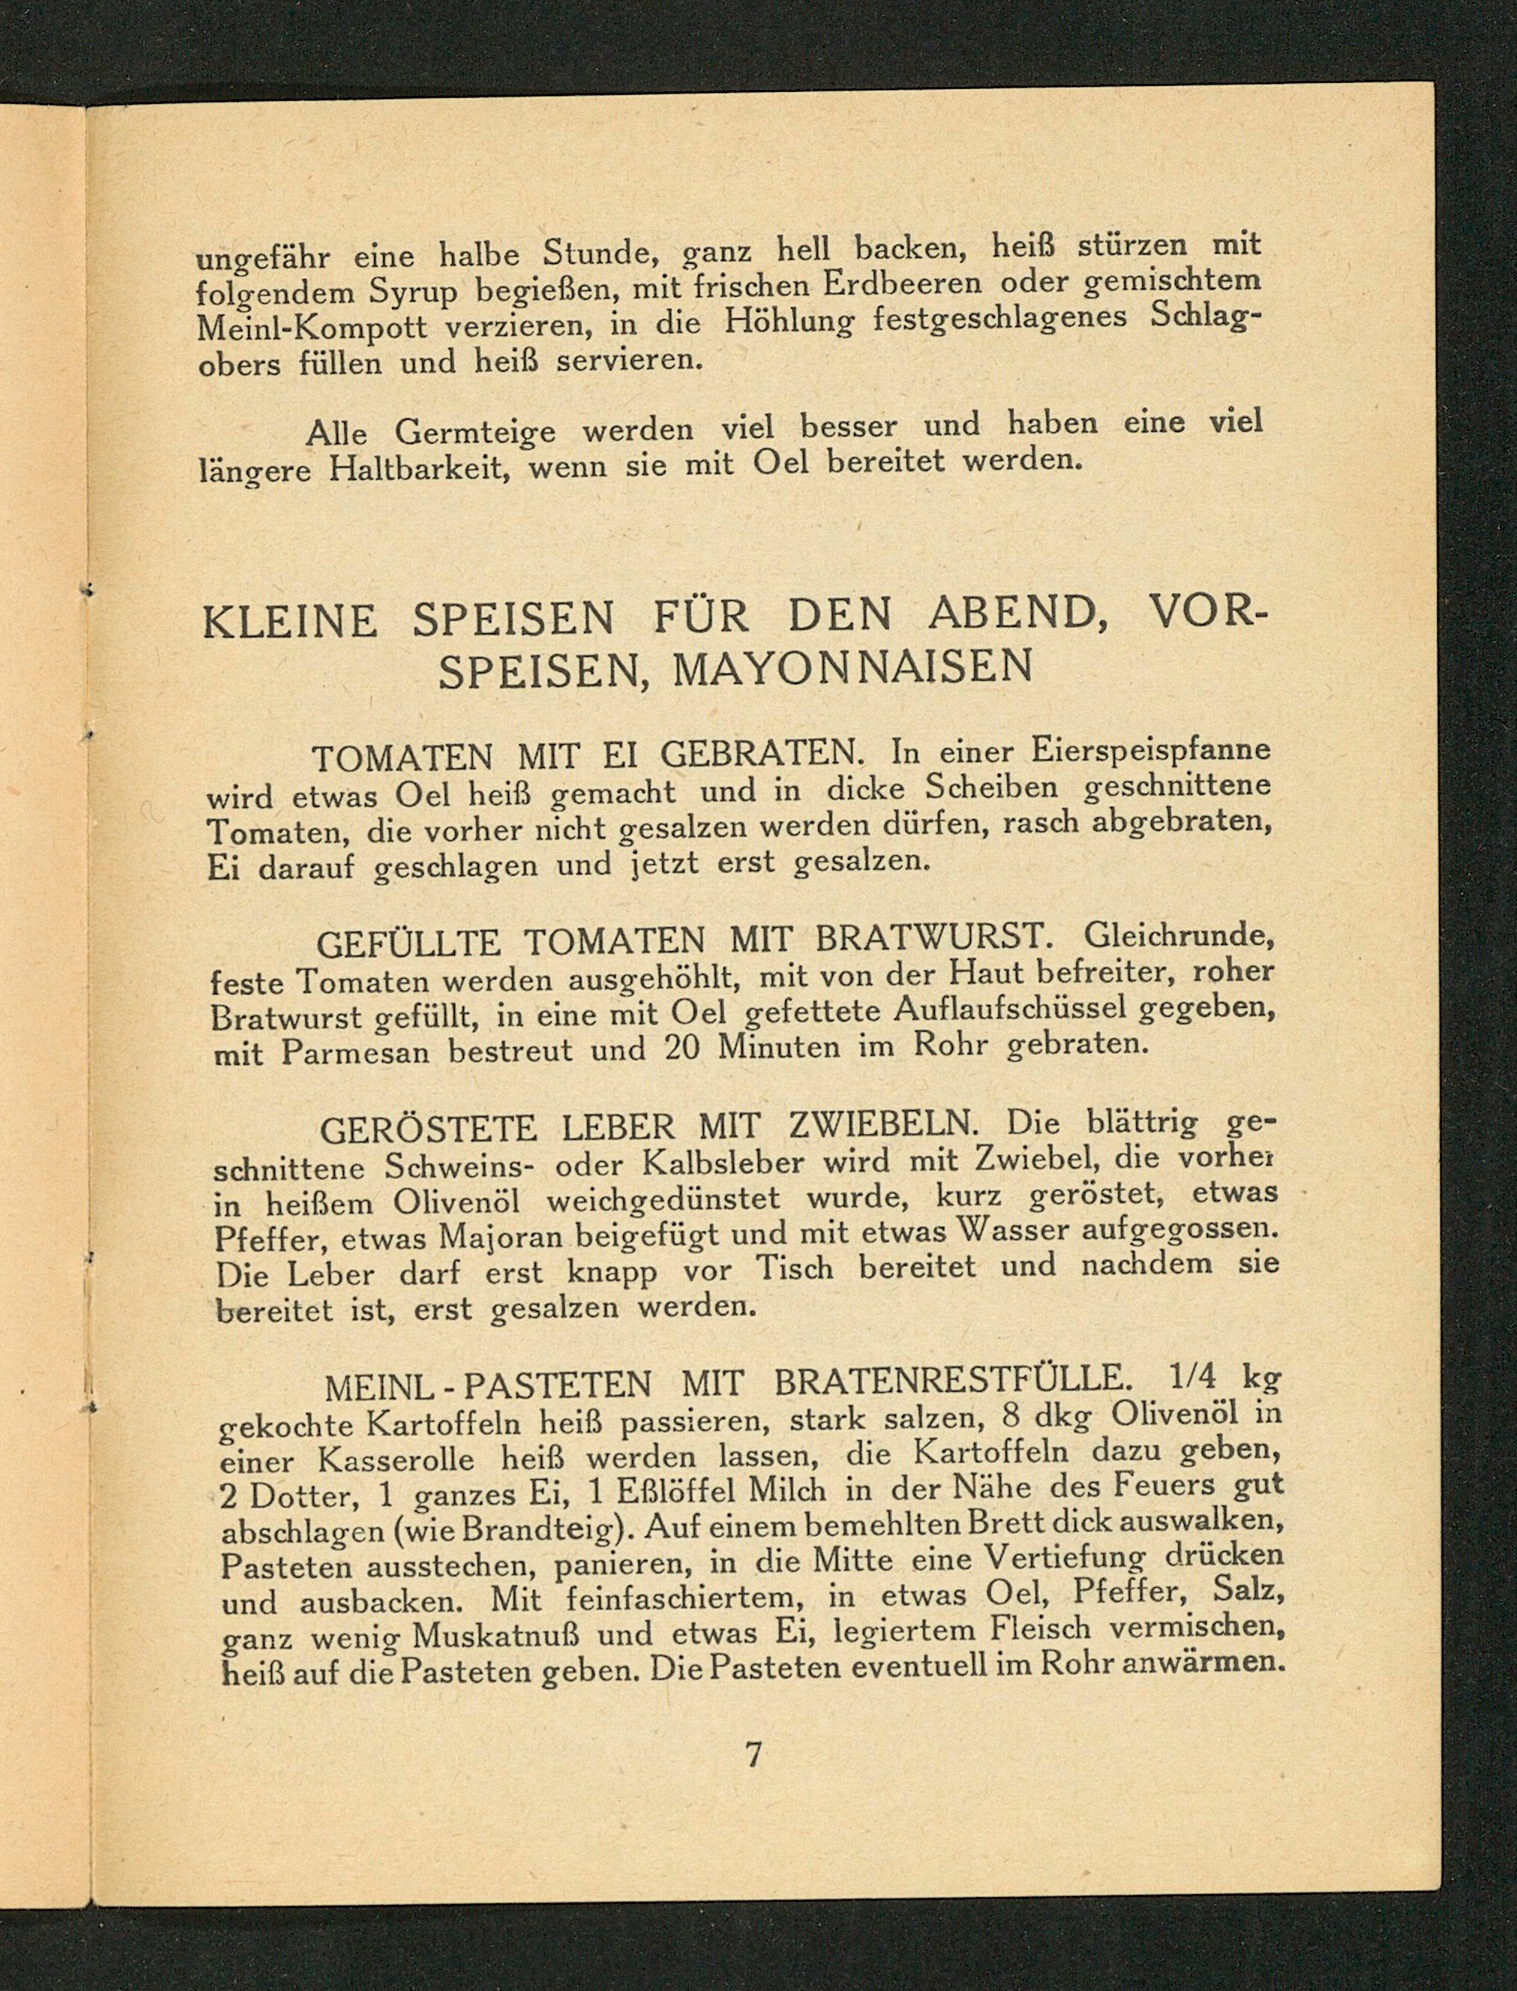 ungefähr eine halbe Stunde, ganz hell backen, heiß stürzen mit
folgendem Syrup begießen, mit frischen Erdbeeren oder gemischtem
Meinl-Kompott verzieren, in die Höhlung festgeschlagenes Schlag-
obers füllen und heiß servieren.
Alle Germteige werden viel besser und haben eine viel
längere Haltbarkeit, wenn sie mit Oel bereitet werden.
KLEINE SPEISEN FÜR DEN ABEND, VOR-
SPEISEN, MAYONNAISEN
TOMATEN MIT EI GEBRATEN. In einer Eierspeispfanne
wird etwas Oel heiß gemacht und in dicke Scheiben geschnittene
Tomaten, die vorher nicht gesalzen werden dürfen, rasch abgebraten,
Ei darauf geschlagen und jetzt erst gesalzen.
GEFÜLLTE TOMATEN MIT BRATWURST. Gleichrunde,
feste Tomaten werden ausgehöhlt, mit von der Haut befreiter, roher
Bratwurst gefüllt, in eine mit Oel gefettete Auflaufschüssel gegeben,
mit Parmesan bestreut und 20 Minuten im Rohr gebraten.
GERÖSTETE LEBER MIT ZWIEBELN. Die blättrig ge-
schnittene Schweins- oder Kalbsleber wird mit Zwiebel, die vorher
in heißem Olivenöl weichgedünstet wurde, kurz geröstet, etwas
Pfeffer, etwas Majoran beigefügt und mit etwas Wasser aufgegossen.
Die Leber darf erst knapp vor Tisch bereitet und nachdem sie
bereitet ist, erst gesalzen werden.
MEINL-PASTETEN MIT BRATENRESTFÜLLE. 1/4 kg
gekochte Kartoffeln heiß passieren, stark salzen, 8 dkg Olivenöl in
einer Kasserolle heiß werden lassen, die Kartoffeln dazu geben,
2 Dotter, 1 ganzes Ei, 1 Eßlöffel Milch in der Nähe des Feuers gut
abschlagen (wie Brandteig). Auf einem bemehlten Brett dick auswalken,
Pasteten ausstechen, panieren, in die Mitte eine Vertiefung drücken
und ausbacken. Mit feinfaschiertem, in etwas Oel, Pfeffer, Salz,
ganz wenig Muskatnuß und etwas Ei, legiertem Fleisch vermischen,
heiß auf die Pasteten geben. Die Pasteten eventuell im Rohr anwärmen.
7